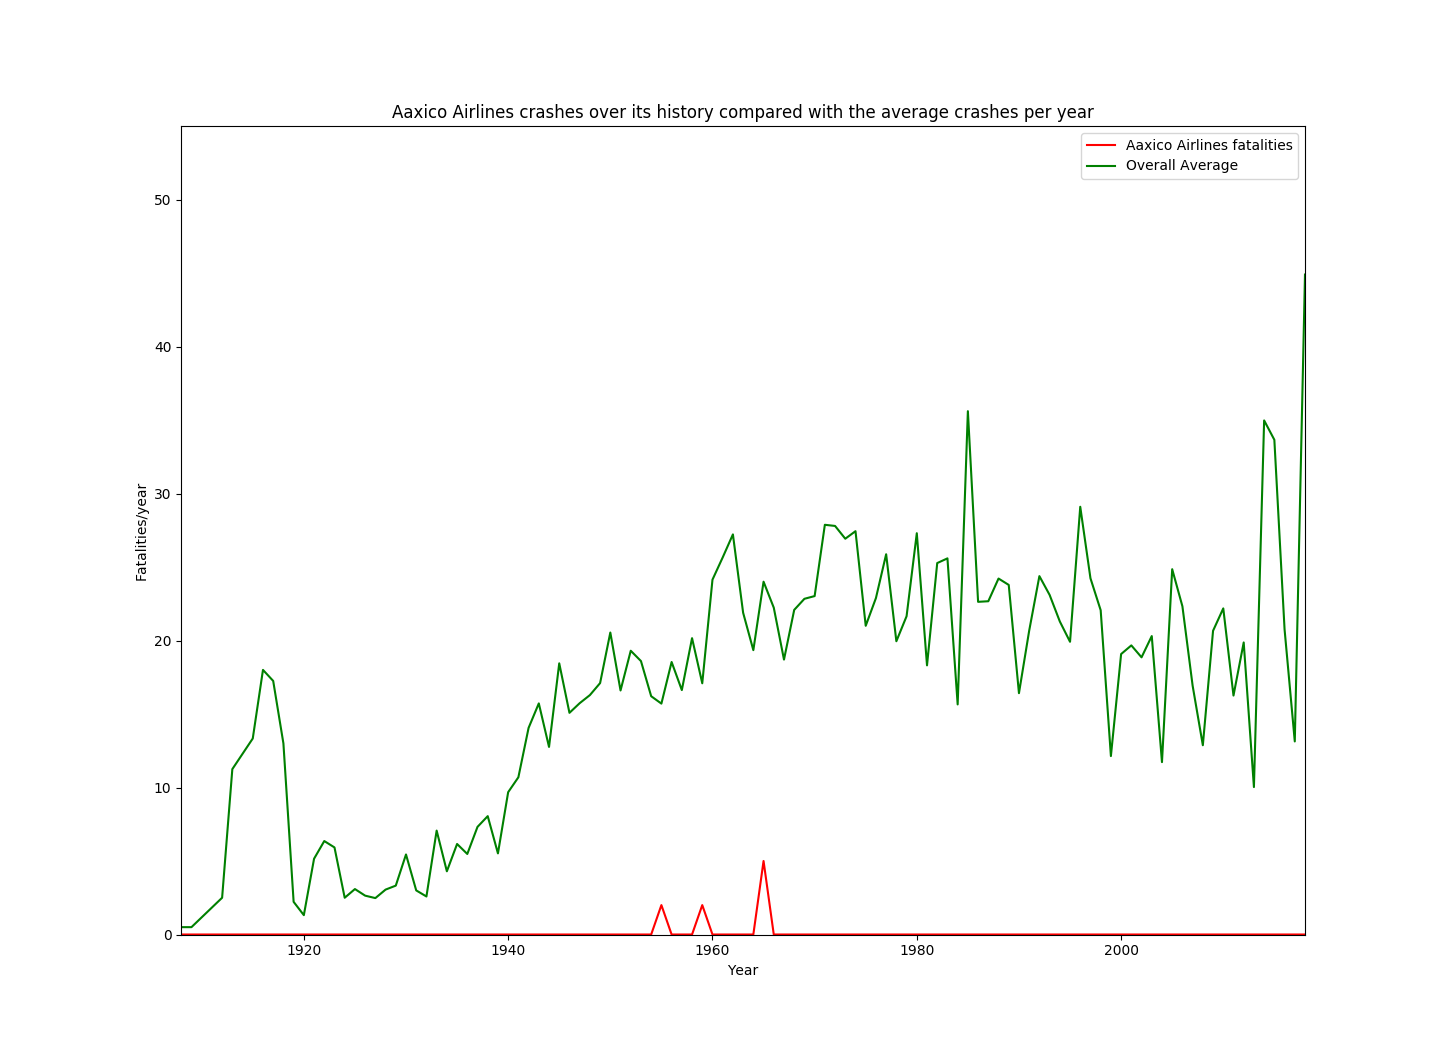 Aaxico Airlines crashes over its history compared with the average crashes per year
Aaxico Airlines fatalities
Overall Average
50
40
30
20
10
0
Fatalities/year
1920 1940 1960 1980 2000
Year